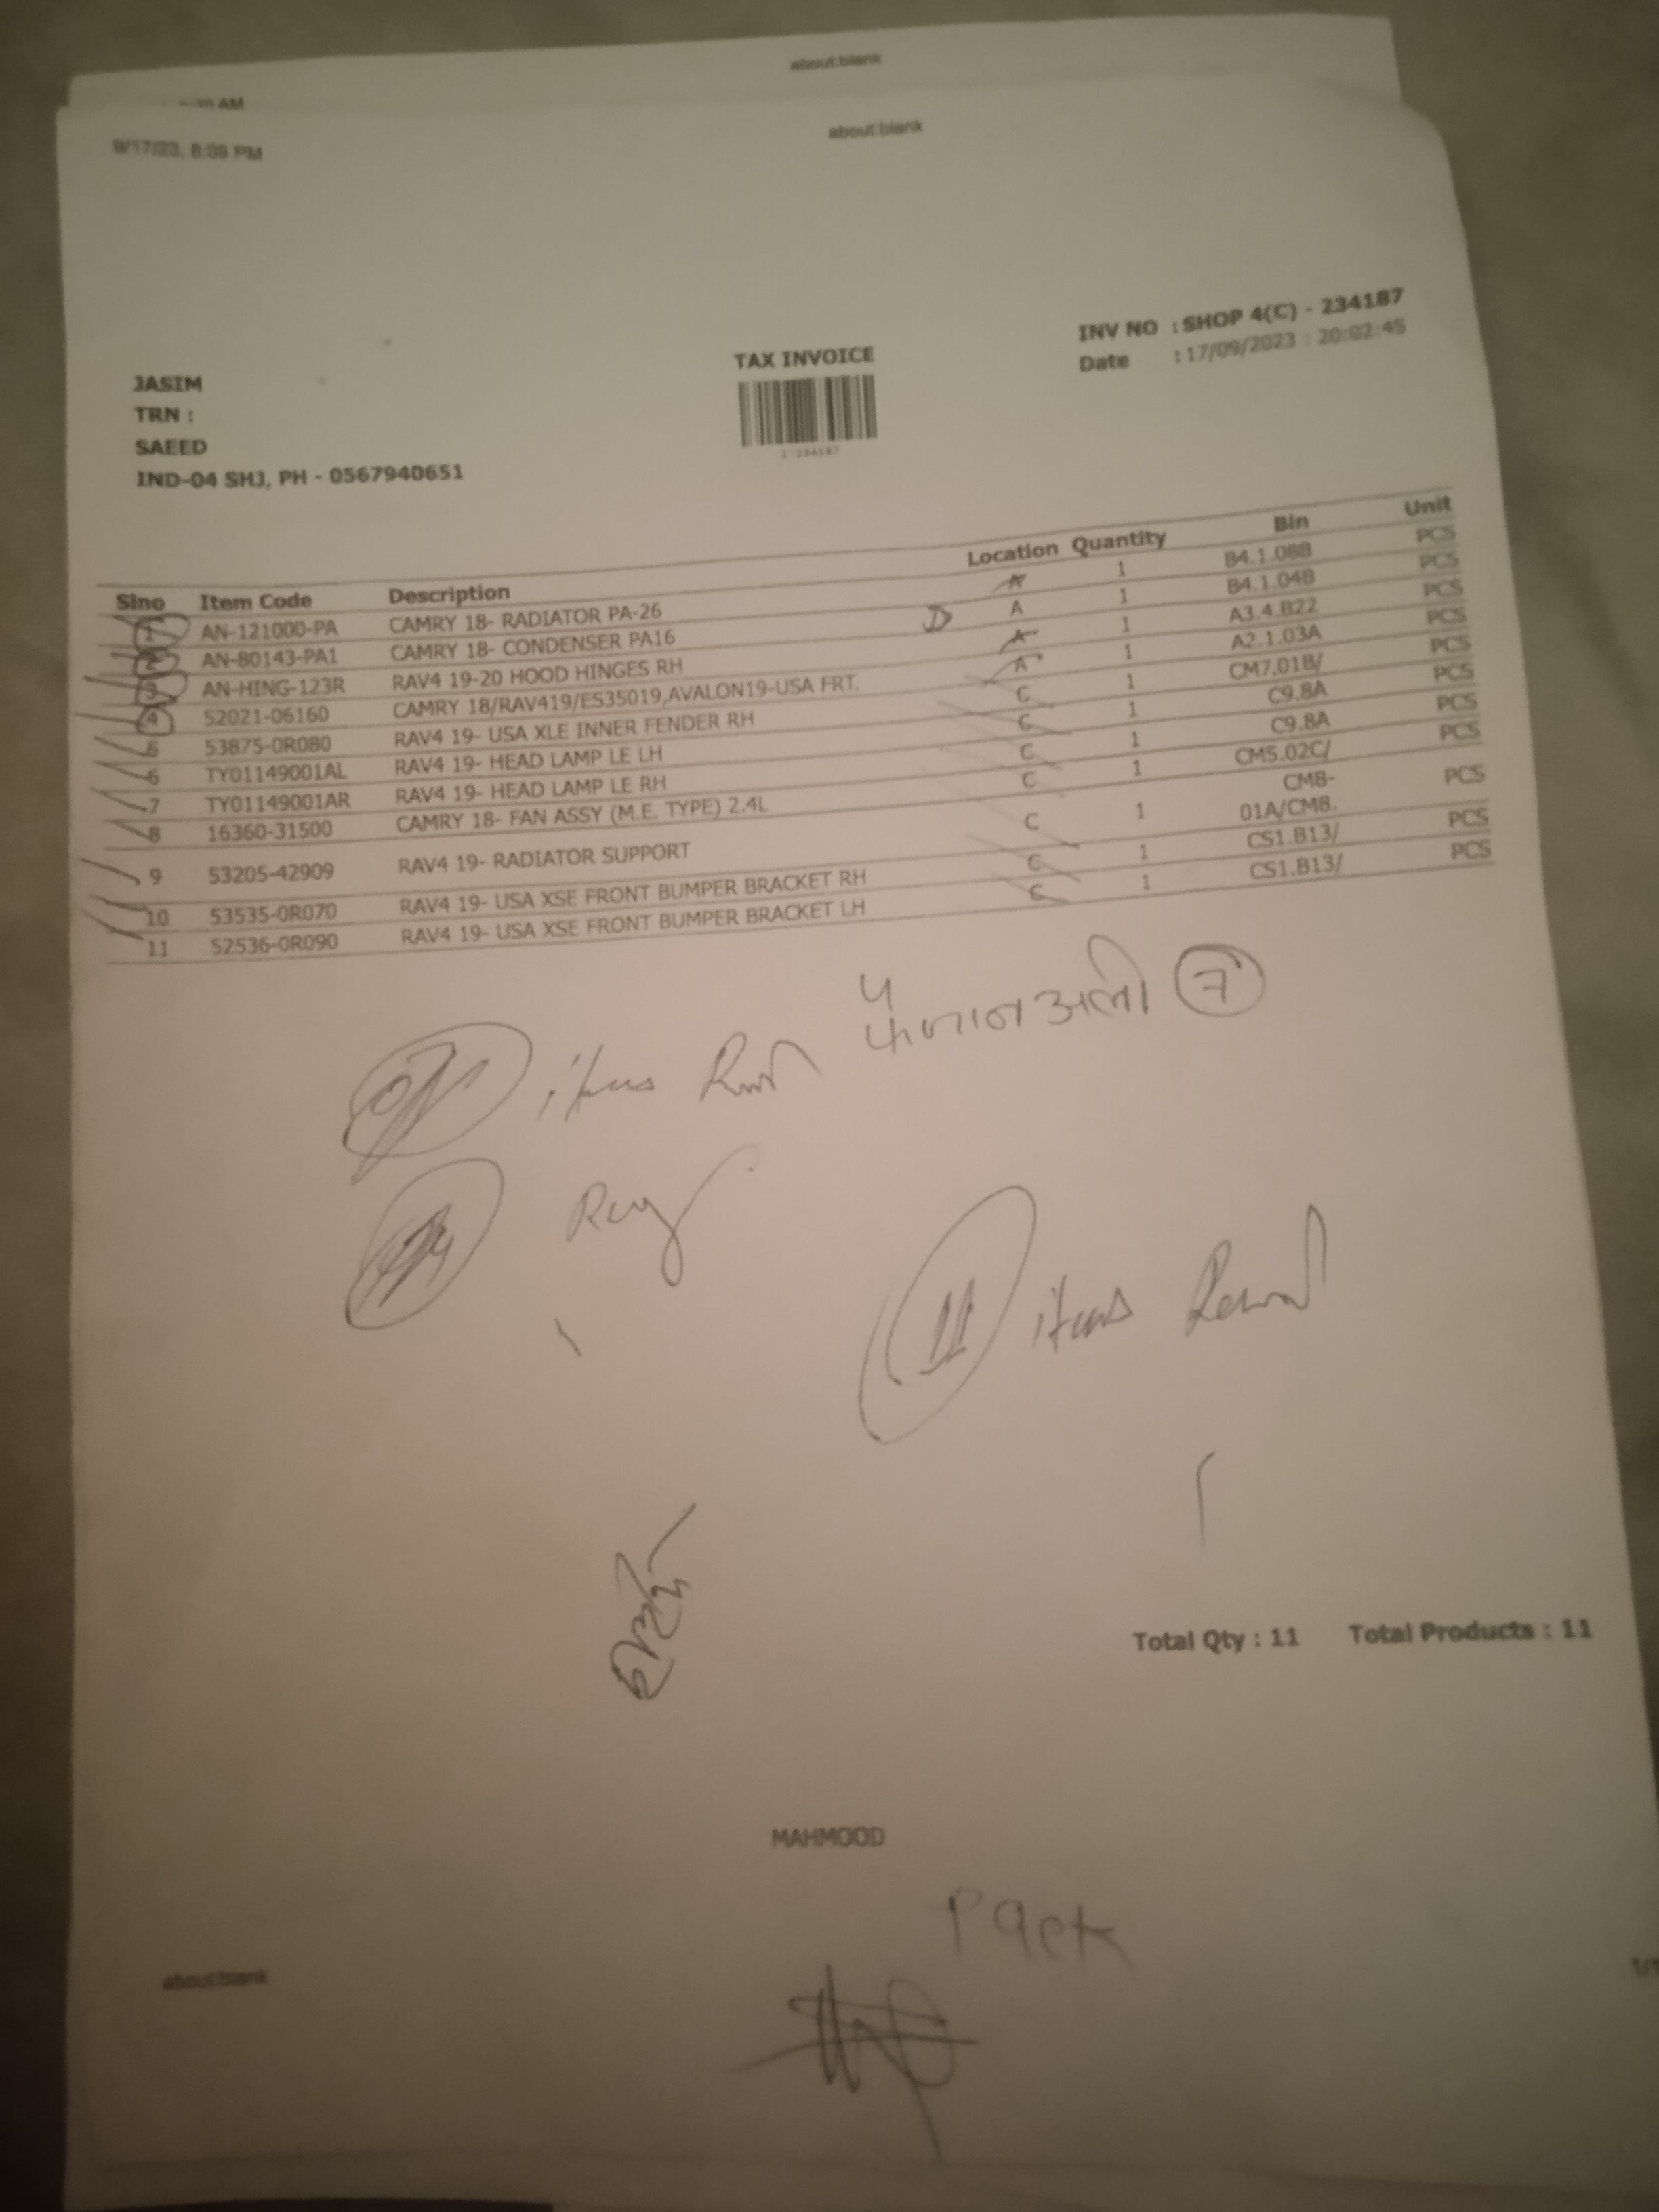 about:blank
AM
9/17/23, 8:09 PM
about:blank
INV NO : SHOP 4(C) - 234187
Date : 17/09/2023 : 20:02:45
TAX INVOICE
1-234187
JASIM
TRN :
SAEED
IND-04 SHJ, PH - 0567940651
Slno Item Code Description Location Quantity Bin Unit
1 AN-121000-PA CAMRY 18- RADIATOR PA-26 A 1 B4.1.08B PCS
2 AN-80143-PA1 CAMRY 18- CONDENSER PA16 D A 1 B4.1.04B PCS
3 AN-HING-123R RAV4 19-20 HOOD HINGES RH A 1 A3.4.B22 PCS
4 52021-06160 CAMRY 18/RAV419/ES35019,AVALON19-USA FRT. A 1 A2.1.03A PCS
5 53875-0R080 RAV4 19- USA XLE INNER FENDER RH C 1 CM7.01B/ PCS
6 TY01149001AL RAV4 19- HEAD LAMP LE LH C 1 C9.8A PCS
7 TY01149001AR RAV4 19- HEAD LAMP LE RH C 1 C9.8A PCS
8 16360-31500 CAMRY 18- FAN ASSY (M.E. TYPE) 2.4L C 1 CM5.02C/ PCS
9 53205-42909 RAV4 19- RADIATOR SUPPORT C 1 CM8-01A/CM8. PCS
10 53535-0R070 RAV4 19- USA XSE FRONT BUMPER BRACKET RH C 1 CS1.B13/ PCS
11 52536-0R090 RAV4 19- USA XSE FRONT BUMPER BRACKET LH C 1 CS1.B13/ PCS
items अली 7
11 items
Total Qty : 11 Total Products : 11
MAHMOOD
Pack
about:blank